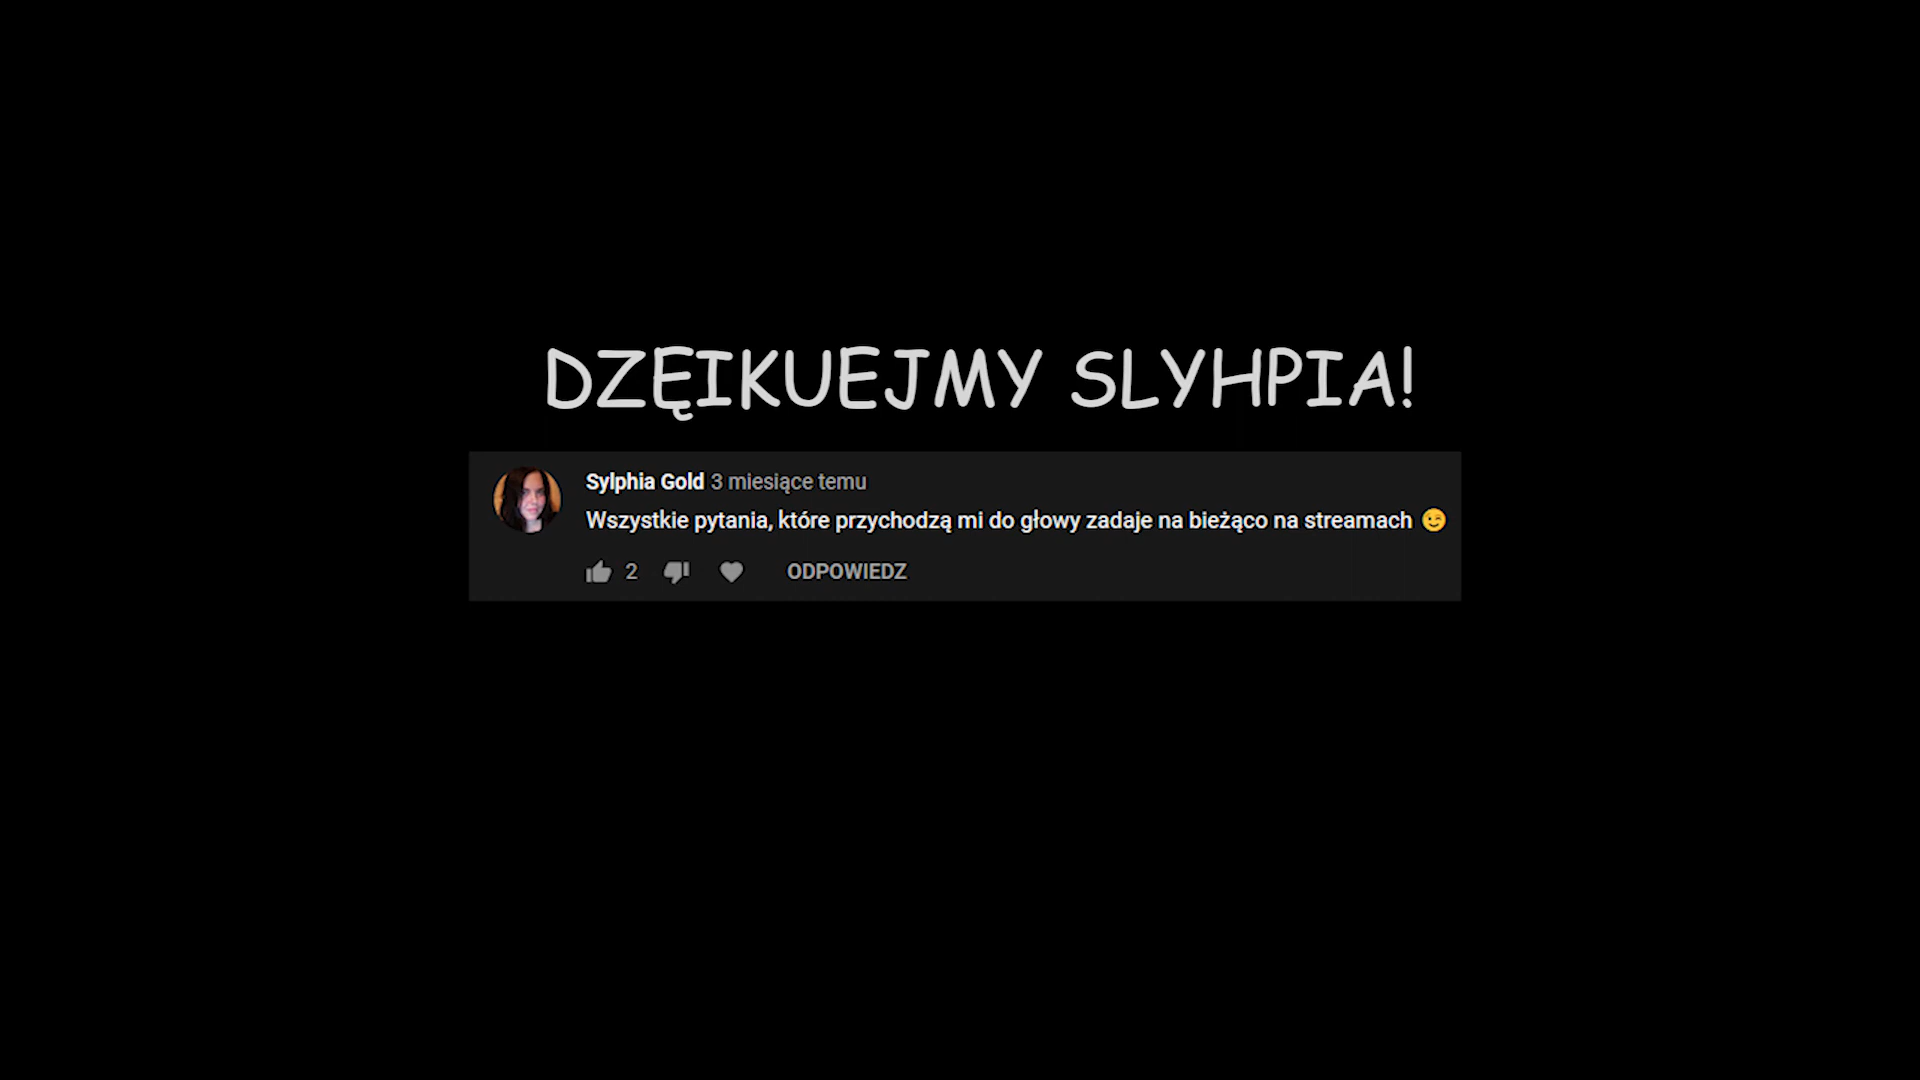 DZĘIKUEJMY SLYHPIA!
Sylphia Gold 3 miesiące temu
Wszystkie pytania, które przychodzą mi do głowy zadaje na bieżąco na streamach 😉
2 ODPOWIEDZ